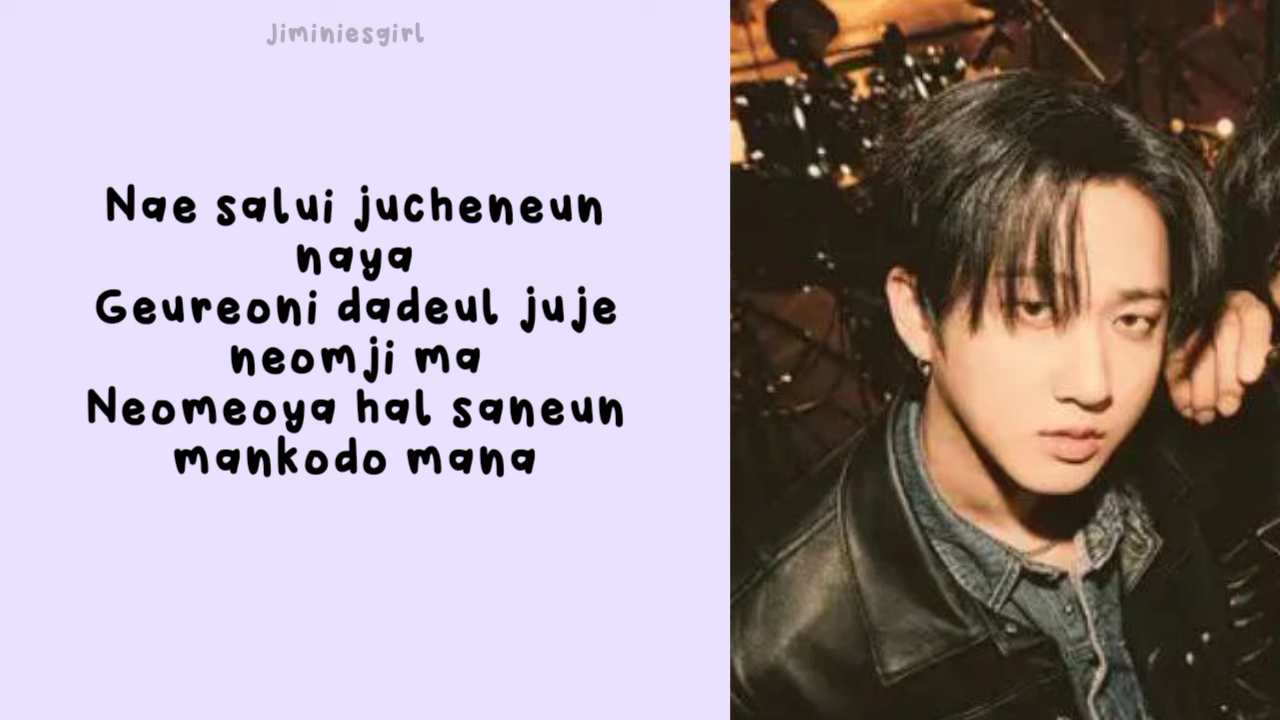 Jiminiesgirl
Nae salui jucheneun
naya
Geureoni dadeul juje
neomji ma
Neomeoya hal saneun
mankodo mana